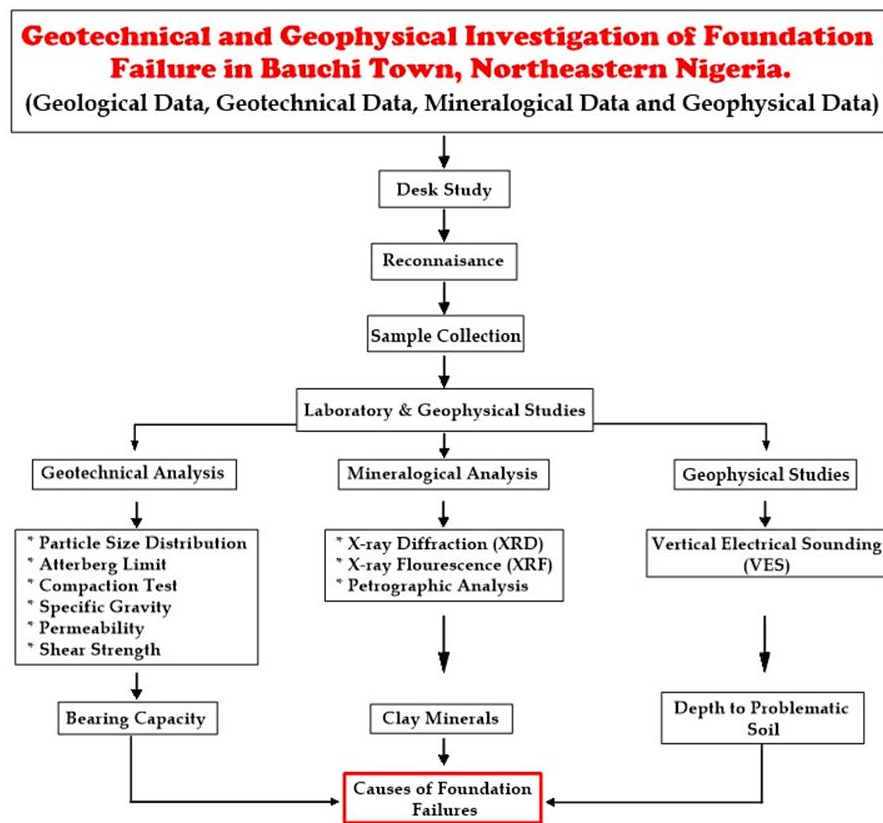 Geotechnical and Geophysical Investigation of Foundation
Failure in Bauchi Town, Northeastern Nigeria.
(Geological Data, Geotechnical Data, Mineralogical Data and Geophysical Data)
Desk Study
Reconnaisance
Sample Collection
Laboratory & Geophysical Studies
Geotechnical Analysis
Mineralogical Analysis
Geophysical Studies
* Particle Size Distribution
* Atterberg Limit
* Compaction Test
* Specific Gravity
* Permeability
* Shear Strength
* X-ray Diffraction (XRD)
* X-ray Flourescence (XRF)
* Petrographic Analysis
Vertical Electrical Sounding
(VES)
Bearing Capacity
Clay Minerals
Depth to Problematic
Soil
Causes of Foundation
Failures